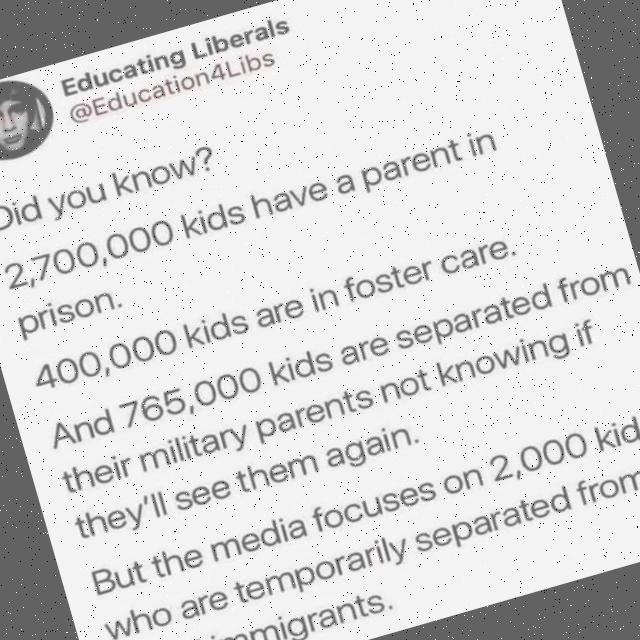 Educating Liberals
@Education4Libs
Did you know?
2,700,000 kids have a parent in
prison.
400,000 kids are in foster care.
And 765,000 kids are separated from
their military parents not knowing if
they'll see them again.
But the media focuses on 2,000 kid
who are temporarily separated from
immigrants.